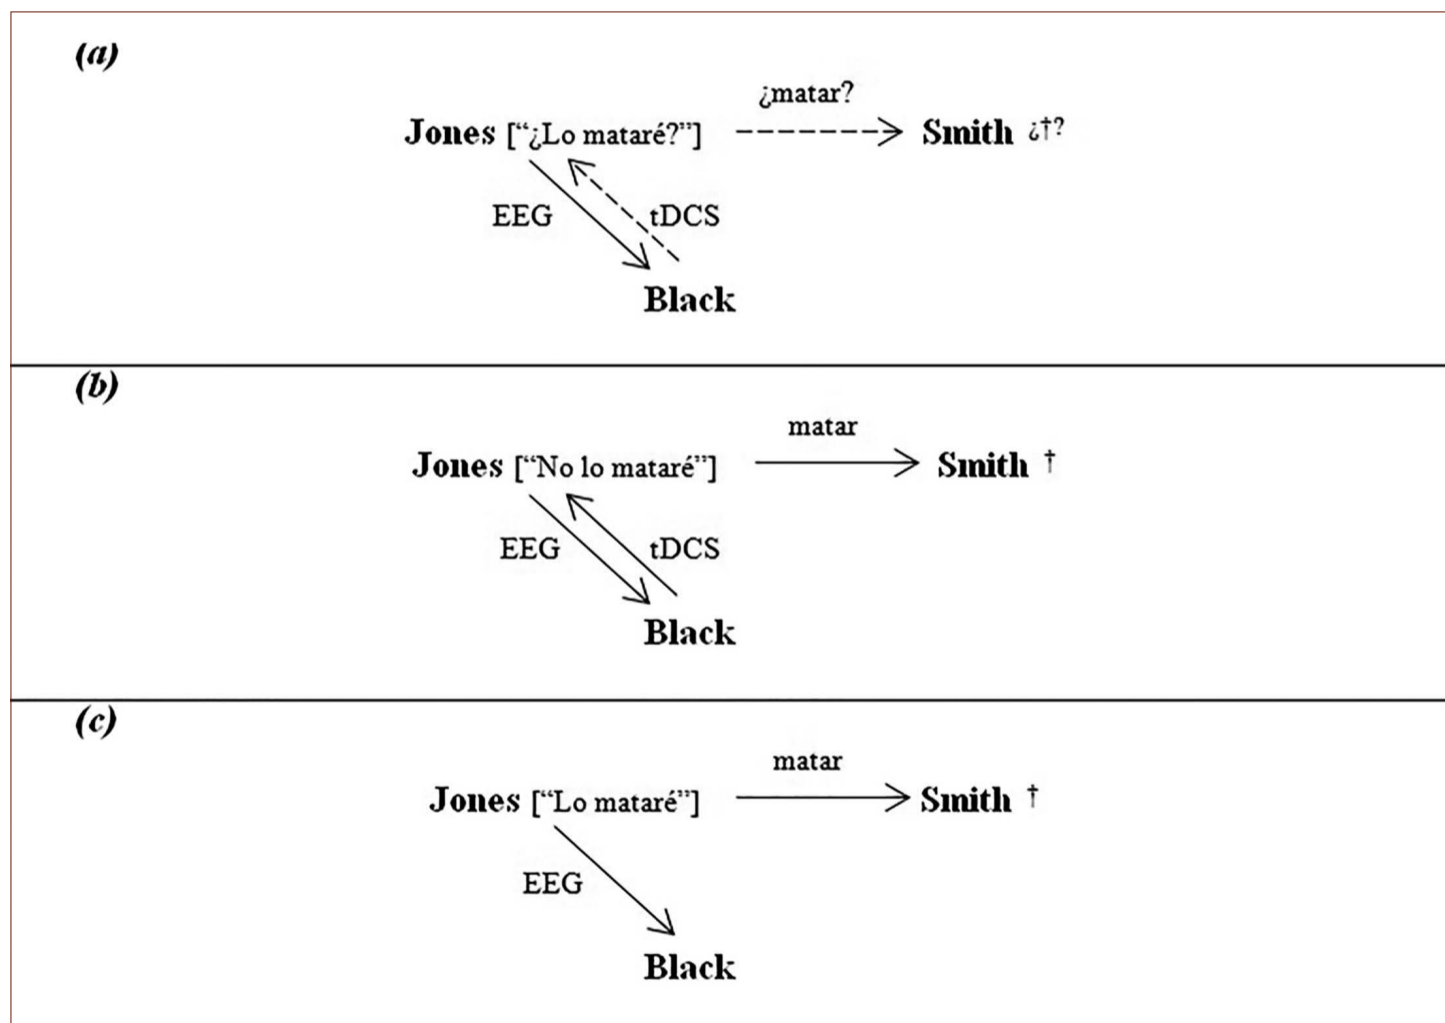 (a)
¿matar?
Jones [“¿Lo mataré?”] Smith ¿†?
EEG tDCS
Black
(b)
matar
Jones [“No lo mataré”] Smith †
EEG tDCS
Black
(c)
matar
Jones [“Lo mataré”] Smith †
EEG
Black